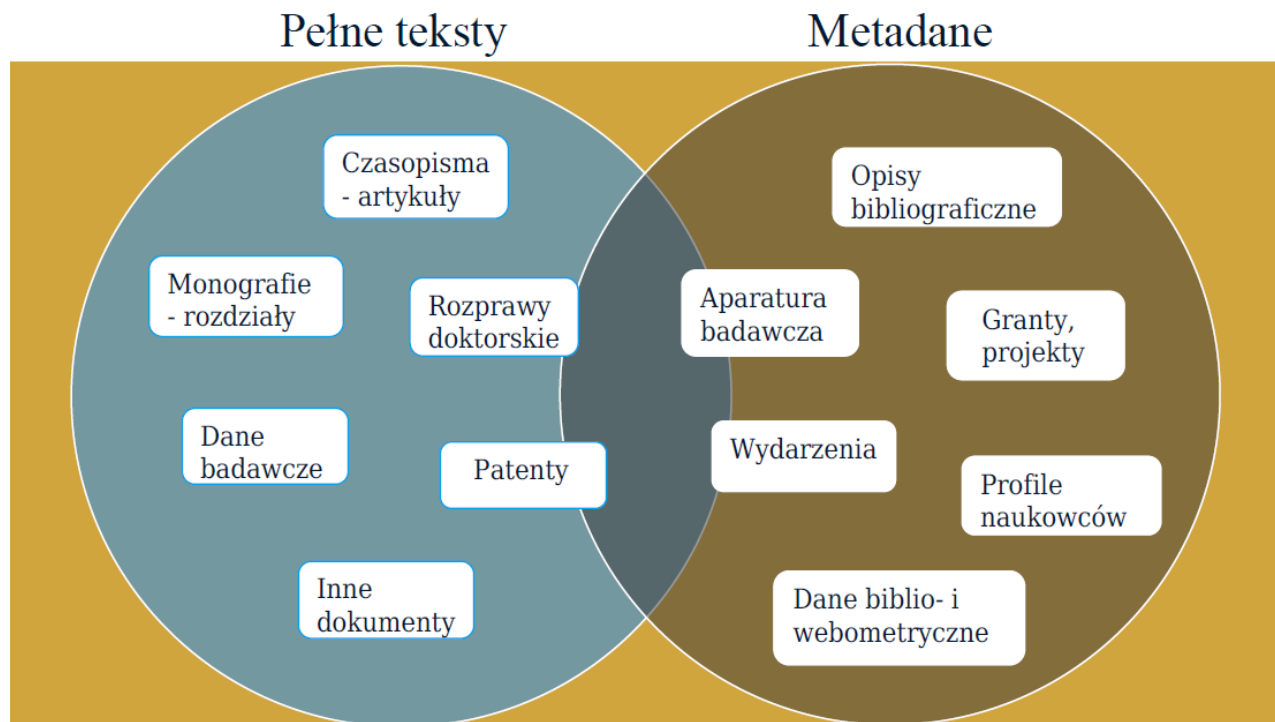 Pełne teksty
Metadane
Czasopisma
- artykuły
Monografie
- rozdziały
Rozprawy
doktorskie
Dane
badawcze
Patenty
Inne
dokumenty
Opisy
bibliograficzne
Aparatura
badawcza
Granty,
projekty
Wydarzenia
Profile
naukowców
Dane biblio- i
webometryczne